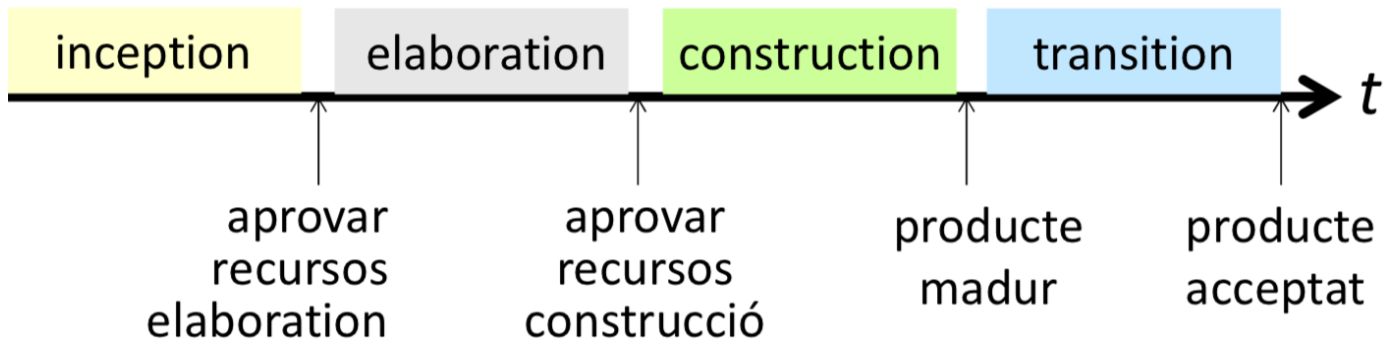 inception elaboration construction transition
t
aprovar
recursos
elaboration
aprovar
recursos
construcció
producte
madur
producte
acceptat